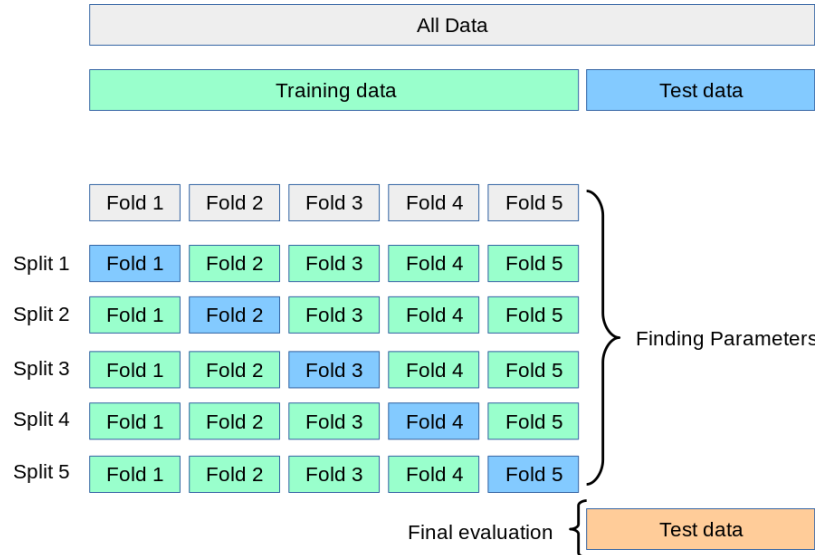 All Data
Training data Test data
Fold 1 Fold 2 Fold 3 Fold 4 Fold 5
Split 1 Fold 1 Fold 2 Fold 3 Fold 4 Fold 5
Split 2 Fold 1 Fold 2 Fold 3 Fold 4 Fold 5
Finding Parameters
Split 3 Fold 1 Fold 2 Fold 3 Fold 4 Fold 5
Split 4 Fold 1 Fold 2 Fold 3 Fold 4 Fold 5
Split 5 Fold 1 Fold 2 Fold 3 Fold 4 Fold 5
Final evaluation Test data